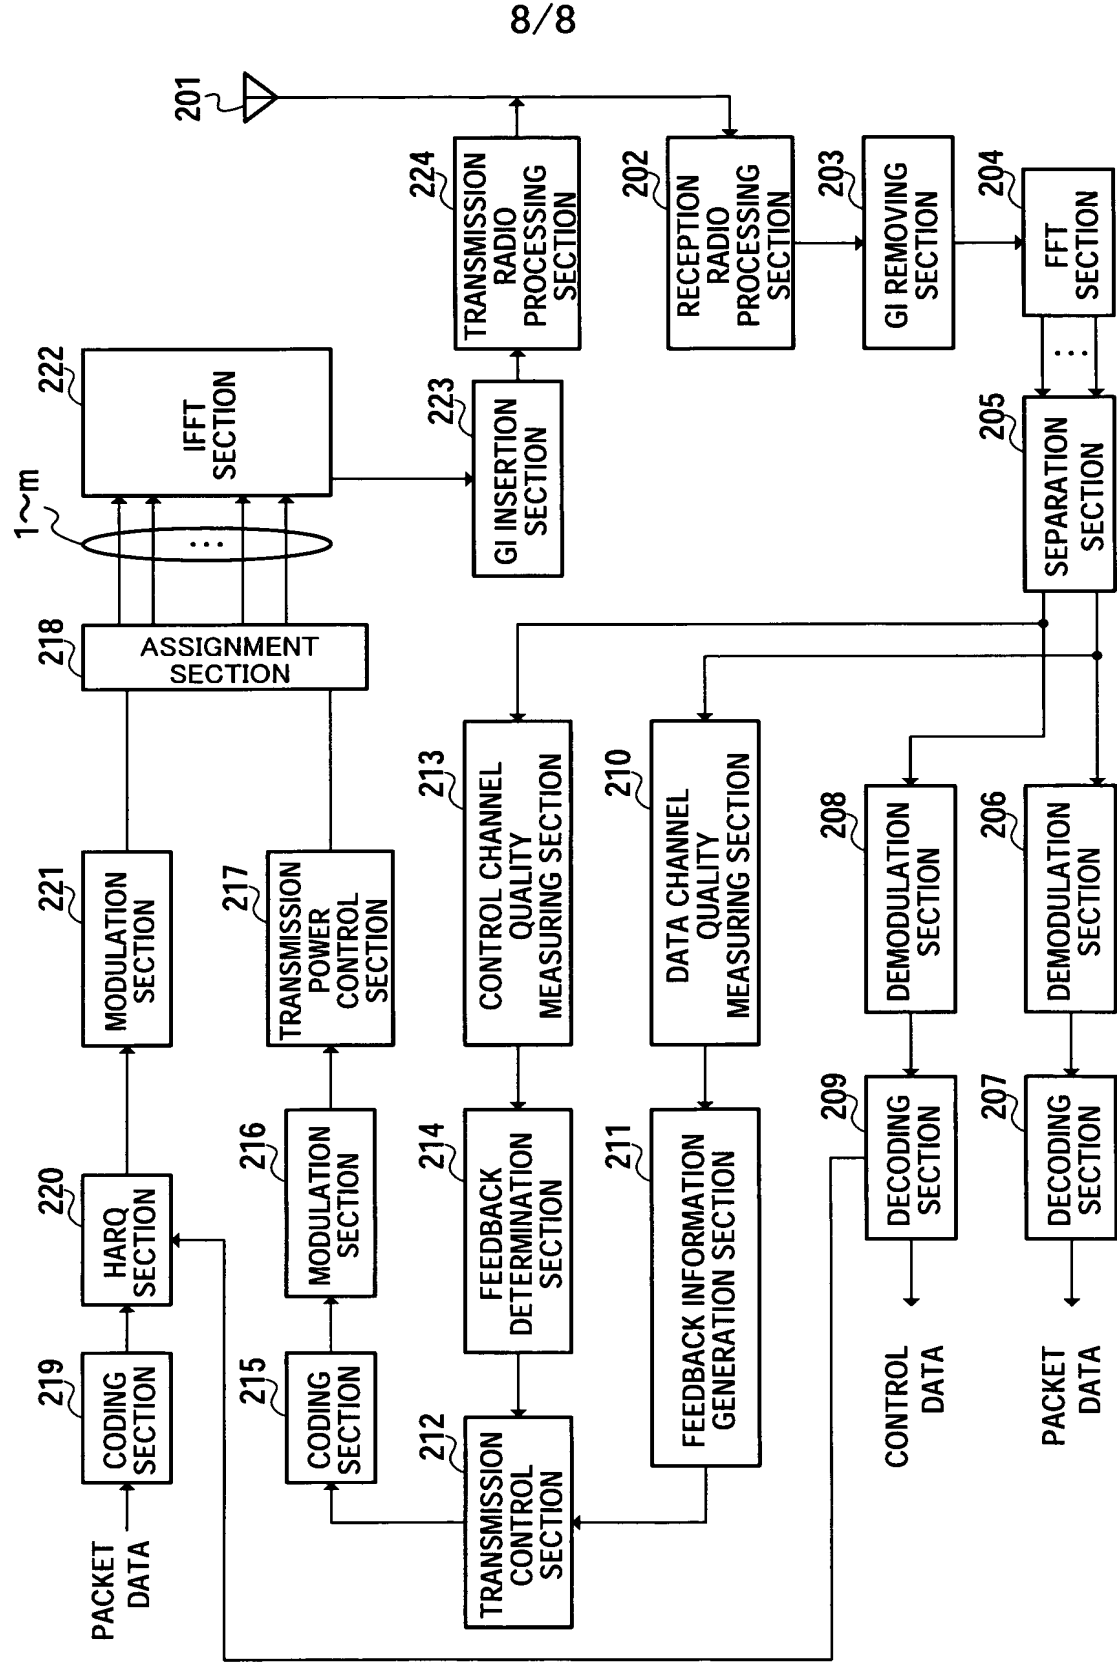 8/8
PACKET
DATA
219
CODING
SECTION
220
HARQ
SECTION
221
MODULATION
SECTION
218
ASSIGNMENT
SECTION
1~m
222
IFFT
SECTION
201
215
CODING
SECTION
216
MODULATION
SECTION
217
TRANSMISSION
POWER
CONTROL
SECTION
212
TRANSMISSION
CONTROL
SECTION
214
FEEDBACK
DETERMINATION
SECTION
213
CONTROL CHANNEL
QUALITY
MEASURING SECTION
223
GI INSERTION
SECTION
224
TRANSMISSION
RADIO
PROCESSING
SECTION
211
FEEDBACK INFORMATION
GENERATION SECTION
210
DATA CHANNEL
QUALITY
MEASURING SECTION
202
RECEPTION
RADIO
PROCESSING
SECTION
CONTROL
DATA
209
DECODING
SECTION
208
DEMODULATION
SECTION
203
GI REMOVING
SECTION
PACKET
DATA
207
DECODING
SECTION
206
DEMODULATION
SECTION
205
SEPARATION
SECTION
204
FFT
SECTION